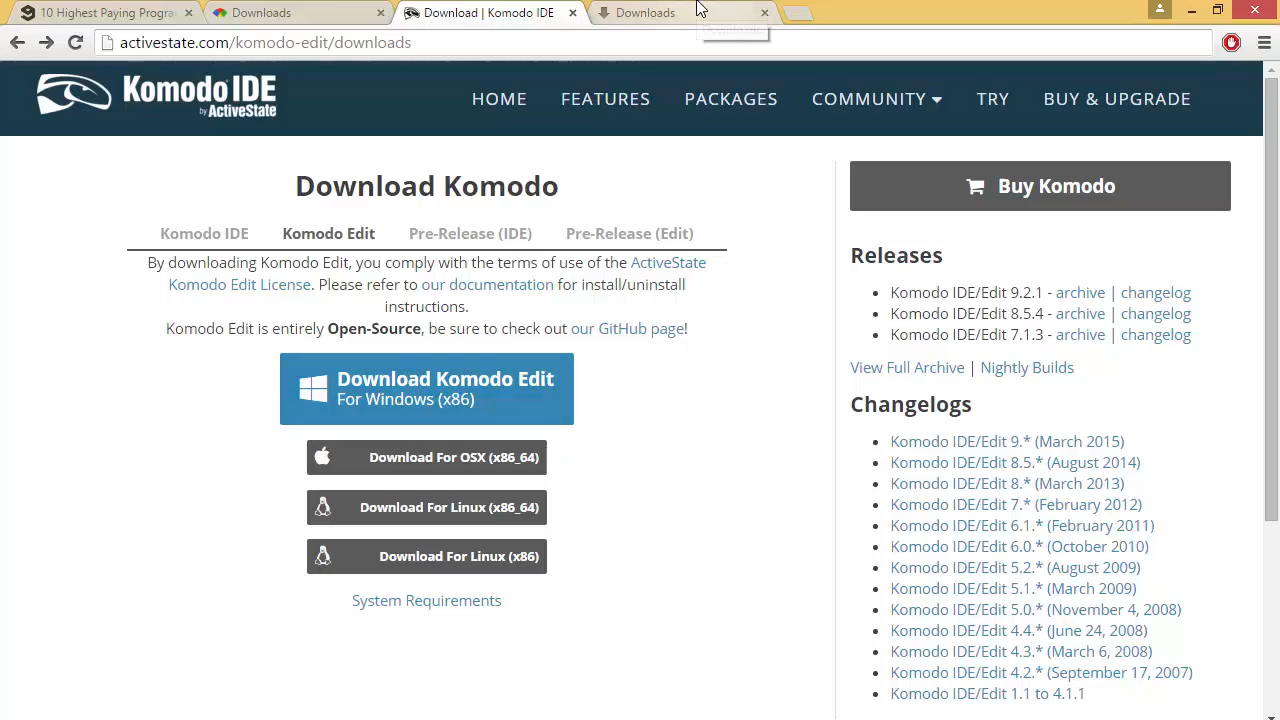 10 Highest Paying Progra
Downloads
Download | Komodo IDE
Downloads
activestate.com/komodo-edit/downloads
Komodo IDE
by ActiveState
HOME FEATURES PACKAGES COMMUNITY TRY BUY & UPGRADE
Download Komodo
Komodo IDE Komodo Edit Pre-Release (IDE) Pre-Release (Edit)
By downloading Komodo Edit, you comply with the terms of use of the ActiveState
Komodo Edit License. Please refer to our documentation for install/uninstall
instructions.
Komodo Edit is entirely Open-Source, be sure to check out our GitHub page!
Download Komodo Edit
For Windows (x86)
Download For OSX (x86_64)
Download For Linux (x86_64)
Download For Linux (x86)
System Requirements
Buy Komodo
Releases
Komodo IDE/Edit 9.2.1 - archive | changelog
Komodo IDE/Edit 8.5.4 - archive | changelog
Komodo IDE/Edit 7.1.3 - archive | changelog
View Full Archive | Nightly Builds
Changelogs
Komodo IDE/Edit 9.* (March 2015)
Komodo IDE/Edit 8.5.* (August 2014)
Komodo IDE/Edit 8.* (March 2013)
Komodo IDE/Edit 7.* (February 2012)
Komodo IDE/Edit 6.1.* (February 2011)
Komodo IDE/Edit 6.0.* (October 2010)
Komodo IDE/Edit 5.2.* (August 2009)
Komodo IDE/Edit 5.1.* (March 2009)
Komodo IDE/Edit 5.0.* (November 4, 2008)
Komodo IDE/Edit 4.4.* (June 24, 2008)
Komodo IDE/Edit 4.3.* (March 6, 2008)
Komodo IDE/Edit 4.2.* (September 17, 2007)
Komodo IDE/Edit 1.1 to 4.1.1